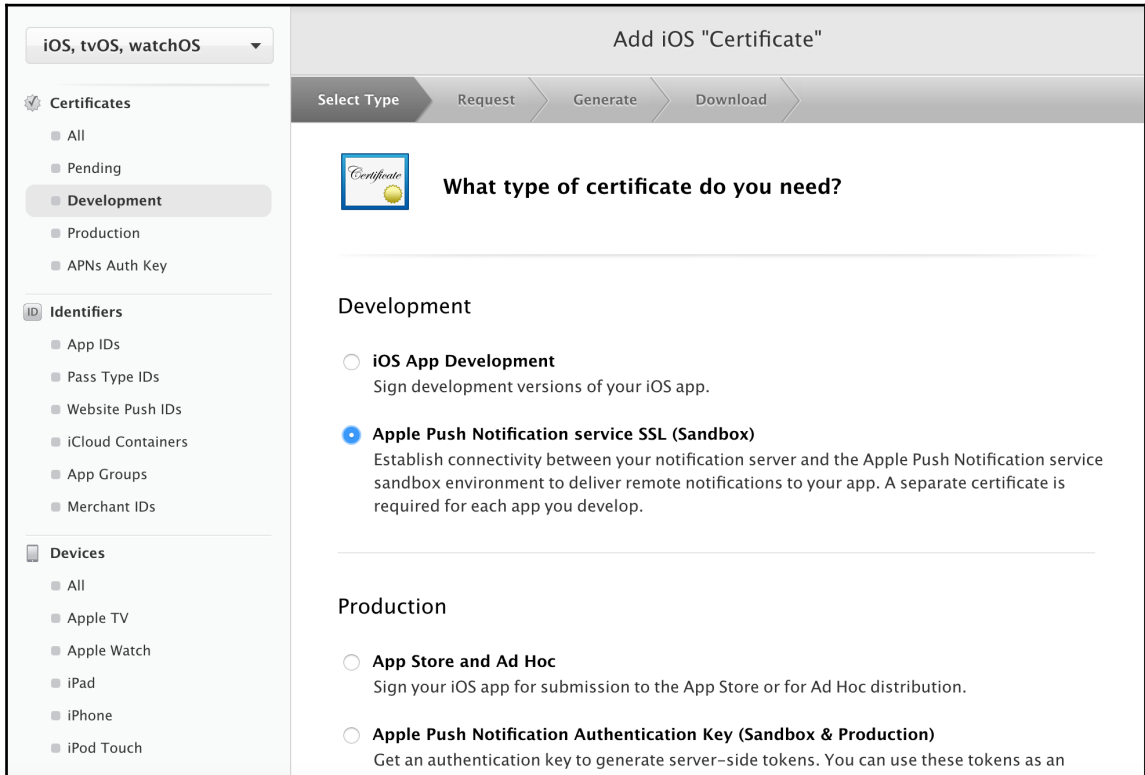 iOS, tvOS, watchOS
Certificates
All
Pending
Development
Production
APNs Auth Key
Identifiers
ID
App IDs
Pass Type IDs
Website Push IDs
iCloud Containers
App Groups
Merchant IDs
Devices
All
Apple TV
Apple Watch
iPad
iPhone
iPod Touch
Add iOS "Certificate"
Select Type
Request
Generate
Download
Certificate
What type of certificate do you need?
Development
iOS App Development
Sign development versions of your iOS app.
Apple Push Notification service SSL (Sandbox)
Establish connectivity between your notification server and the Apple Push Notification service
sandbox environment to deliver remote notifications to your app. A separate certificate is
required for each app you develop.
Production
App Store and Ad Hoc
Sign your iOS app for submission to the App Store or for Ad Hoc distribution.
Apple Push Notification Authentication Key (Sandbox & Production)
Get an authentication key to generate server-side tokens. You can use these tokens as an